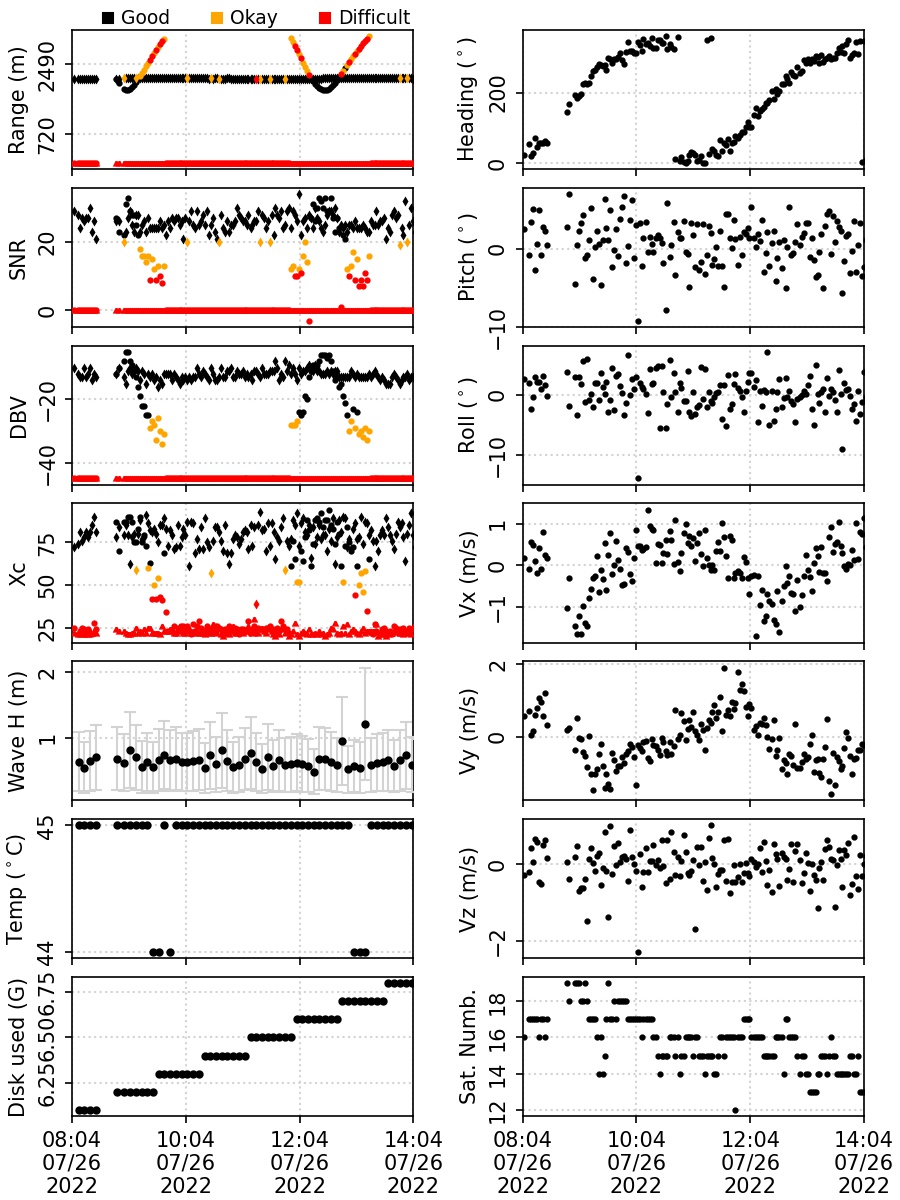 Good Okay Difficult
Range (m)
2490
720
Heading (°)
200
0
SNR
20
0
Pitch (°)
0
−10
DBV
−20
−40
Roll (°)
0
−10
Xc
75
50
25
Vx (m/s)
1
0
−1
Wave H (m)
2
1
Vy (m/s)
2
0
Temp (°C)
45
44
Vz (m/s)
0
−2
Disk used (G)
6.75
6.50
6.25
Sat. Numb.
18
16
14
12
08:04 10:04 12:04 14:04
07/26 07/26 07/26 07/26
2022 2022 2022 2022
08:04 10:04 12:04 14:04
07/26 07/26 07/26 07/26
2022 2022 2022 2022